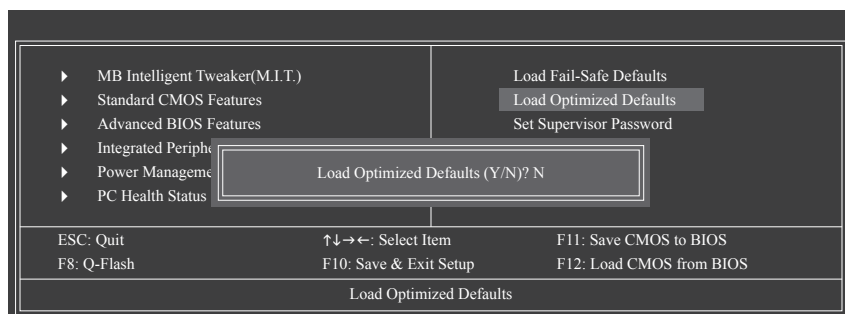 MB Intelligent Tweaker(M.I.T.)
Standard CMOS Features
Advanced BIOS Features
Integrated Periphe
Power Manageme
PC Health Status
Load Fail-Safe Defaults
Load Optimized Defaults
Set Supervisor Password
Load Optimized Defaults (Y/N)? N
ESC: Quit
↑↓→←: Select Item
F11: Save CMOS to BIOS
F8: Q-Flash
F10: Save & Exit Setup
F12: Load CMOS from BIOS
Load Optimized Defaults